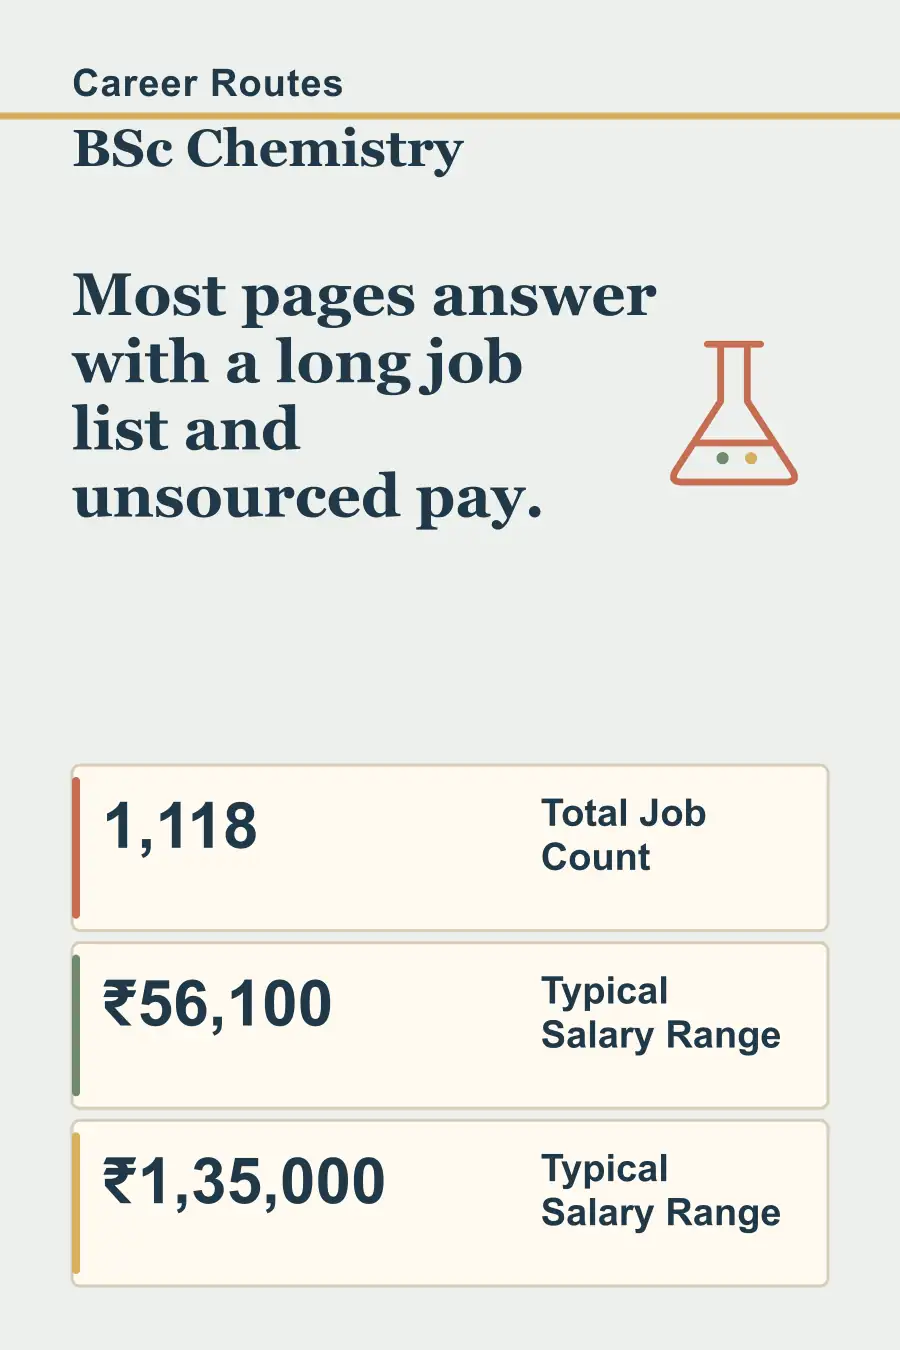 Career Routes
BSc Chemistry
Most pages answer
with a long job
list and
unsourced pay.
1,118
Total Job
Count
₹56,100
Typical
Salary Range
₹1,35,000
Typical
Salary Range